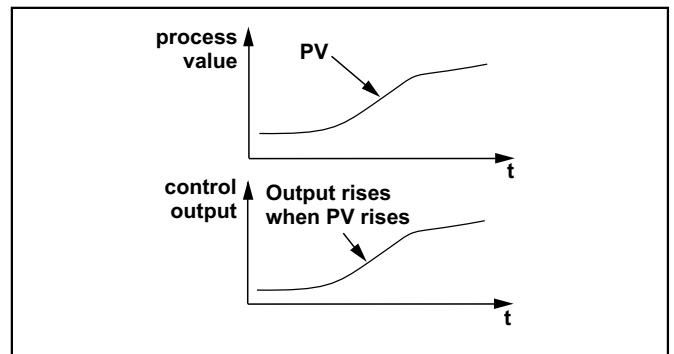 process
value
PV
t
control
output
Output rises
when PV rises
t